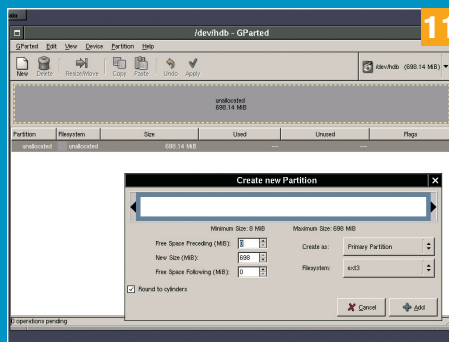 11
/dev/hdb - GParted
GParted Edit View Device Partition Help
New Delete Resize/Move Copy Paste Undo Apply
/dev/hdb (698.14 MiB)
unallocated
698.14 MiB
Partition Filesystem Size Used Unused Flags
unallocated unallocated 698.14 MiB --- ---
Create new Partition
Minimum Size: 8 MiB Maximum Size: 698 MiB
Free Space Preceding (MiB): 0 Create as: Primary Partition
New Size (MiB): 698
Free Space Following (MiB): 0 Filesystem: ext3
Round to cylinders
Cancel Add
0 operations pending